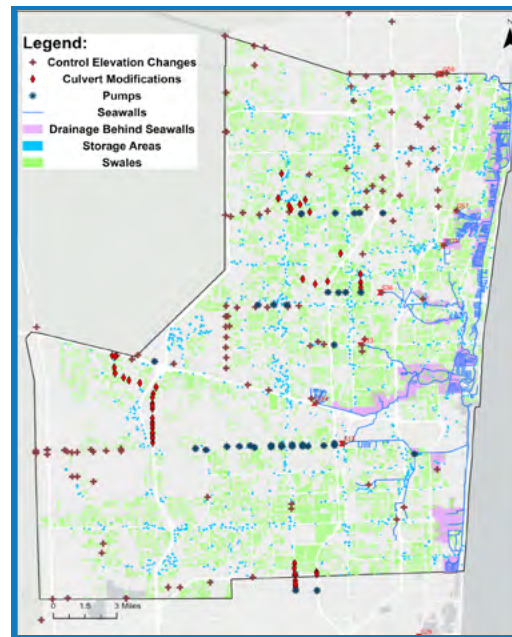 N
Legend:
Control Elevation Changes
Culvert Modifications
Pumps
Seawalls
Drainage Behind Seawalls
Storage Areas
Swales
0 1.5 3 Miles